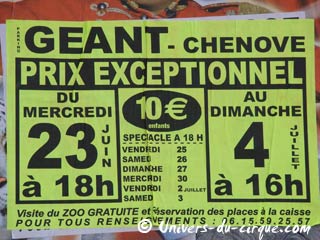 PARKING
GEANT - CHENOVE
PRIX EXCEPTIONNEL
DU
MERCREDI
23 JUIN
à 18h
10€
enfants
SPECTACLE A 18 H
VENDREDI 25
SAMEDI 26
DIMANCHE 27
MERCREDI 30
VENDREDI 2 JUILLET
SAMEDI 3
AU
DIMANCHE
4 JUILLET
à 16h
Visite du ZOO GRATUITE et réservation des places à la caisse
POUR TOUS RENSEIGNEMENTS : 06.15.59.25.57
© Univers-du-cirque.com